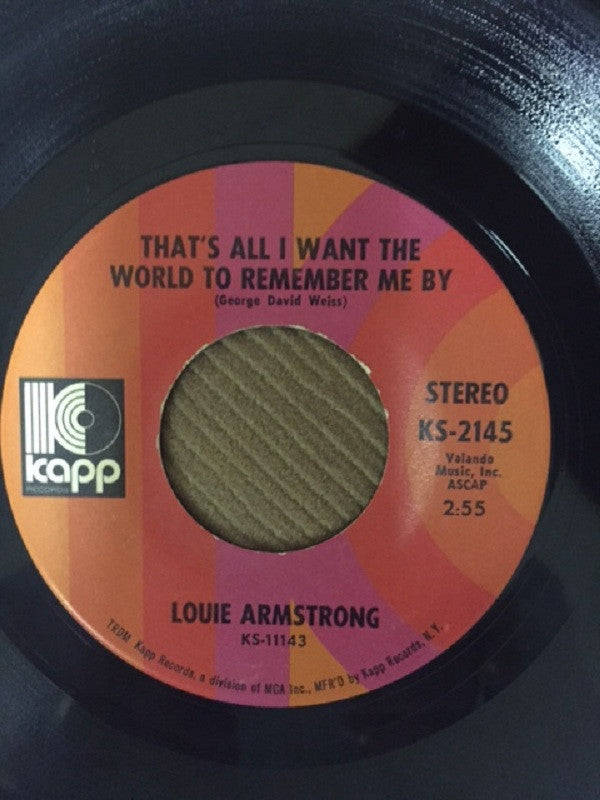 THAT'S ALL I WANT THE
WORLD TO REMEMBER ME BY
(George David Weiss)
kapp
RECORDS
STEREO
KS-2145
Valando
Music, Inc.
ASCAP
2:55
LOUIE ARMSTRONG
KS-11143
TRDM. Kapp Records, a division of MCA Inc., MFR'D by Kapp Records, N.Y.